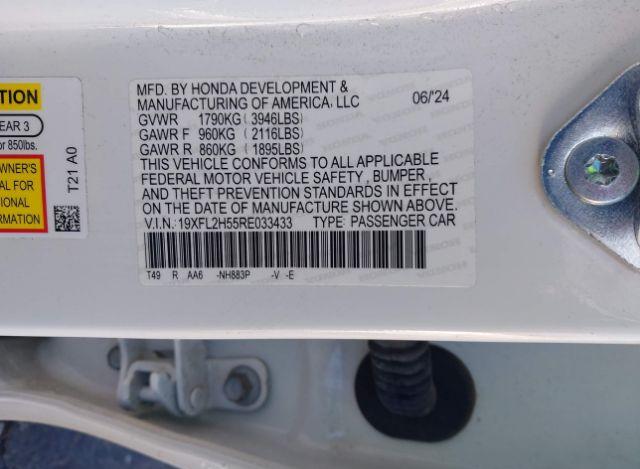 TION
EAR 3
or 850lbs.
WNER'S
AL FOR
IONAL
ORMATION
T21 A0
MFD. BY HONDA DEVELOPMENT &
MANUFACTURING OF AMERICA, LLC 06/'24
GVWR 1790KG ( 3946LBS)
GAWR F 960KG ( 2116LBS)
GAWR R 860KG ( 1895LBS)
THIS VEHICLE CONFORMS TO ALL APPLICABLE
FEDERAL MOTOR VEHICLE SAFETY , BUMPER ,
AND THEFT PREVENTION STANDARDS IN EFFECT
ON THE DATE OF MANUFACTURE SHOWN ABOVE.
V.I.N.: 19XFL2H55RE033433 TYPE: PASSENGER CAR
T49 R AA6 -NH883P -V -E